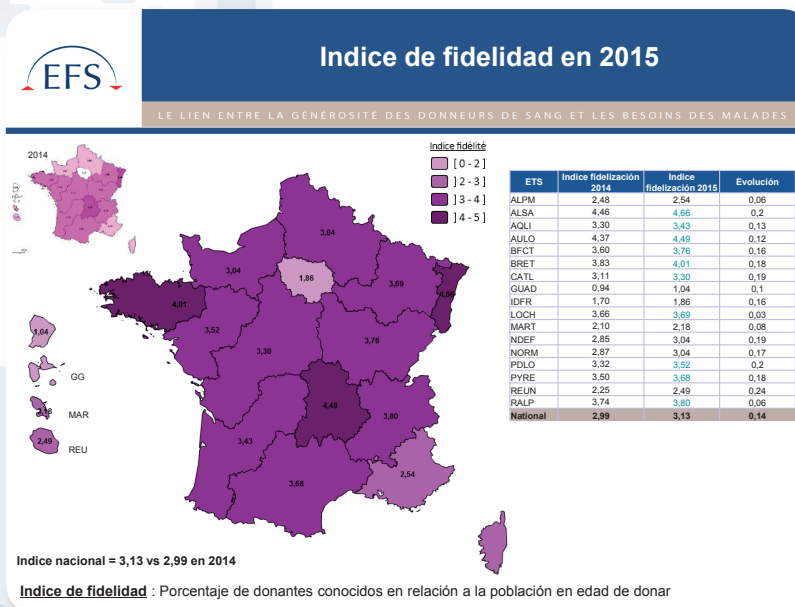 EFS
Indice de fidelidad en 2015
LE LIEN ENTRE LA GÉNÉROSITÉ DES DONNEURS DE SANG ET LES BESOINS DES MALADES
2014
Indice fidélité
[ 0 - 2 ]
] 2 - 3 ]
] 3 - 4 ]
] 4 - 5 ]
3,04
3,04
1,86
3,69
4,66
4,01
3,52
3,30
3,76
4,49
3,80
3,43
3,68
2,54
1,04
GG
2,18
MAR
2,49
REU
ETS Indice fidelización 2014 Indice fidelización 2015 Evolución
ALPM 2,48 2,54 0,06
ALSA 4,46 4,66 0,2
AQLI 3,30 3,43 0,13
AULO 4,37 4,49 0,12
BFCT 3,60 3,76 0,16
BRET 3,83 4,01 0,18
CATL 3,11 3,30 0,19
GUAD 0,94 1,04 0,1
IDFR 1,70 1,86 0,16
LOCH 3,66 3,69 0,03
MART 2,10 2,18 0,08
NDEF 2,85 3,04 0,19
NORM 2,87 3,04 0,17
PDLO 3,32 3,52 0,2
PYRE 3,50 3,68 0,18
REUN 2,25 2,49 0,24
RALP 3,74 3,80 0,06
National 2,99 3,13 0,14
Indice nacional = 3,13 vs 2,99 en 2014
Indice de fidelidad : Porcentaje de donantes conocidos en relación a la población en edad de donar